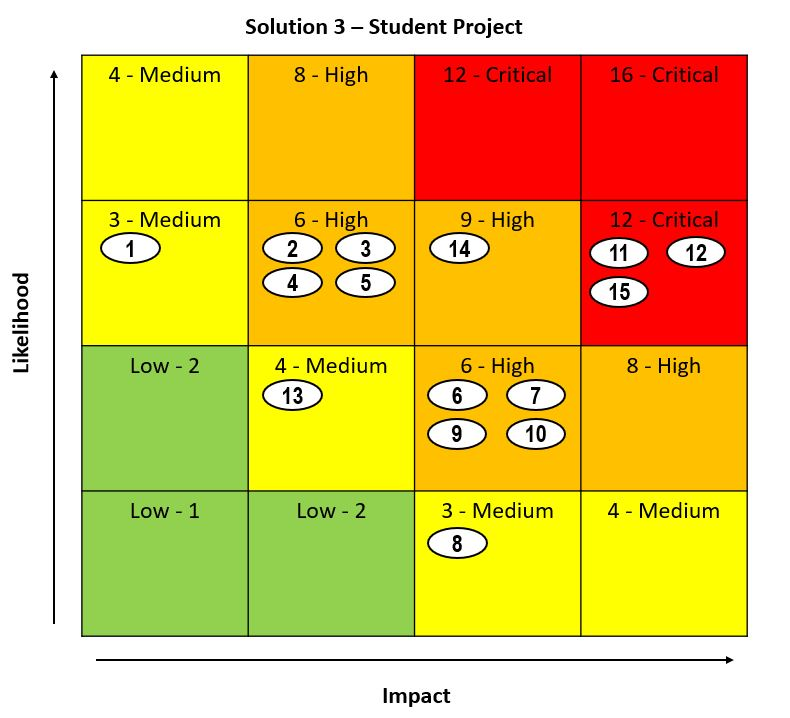 Solution 3 – Student Project
4 - Medium
8 - High
12 - Critical
16 - Critical
3 - Medium
6 - High
9 - High
12 - Critical
1
2
3
14
11
12
4
5
15
Low - 2
4 - Medium
6 - High
8 - High
13
6
7
9
10
Low - 1
Low - 2
3 - Medium
4 - Medium
8
Likelihood
Impact